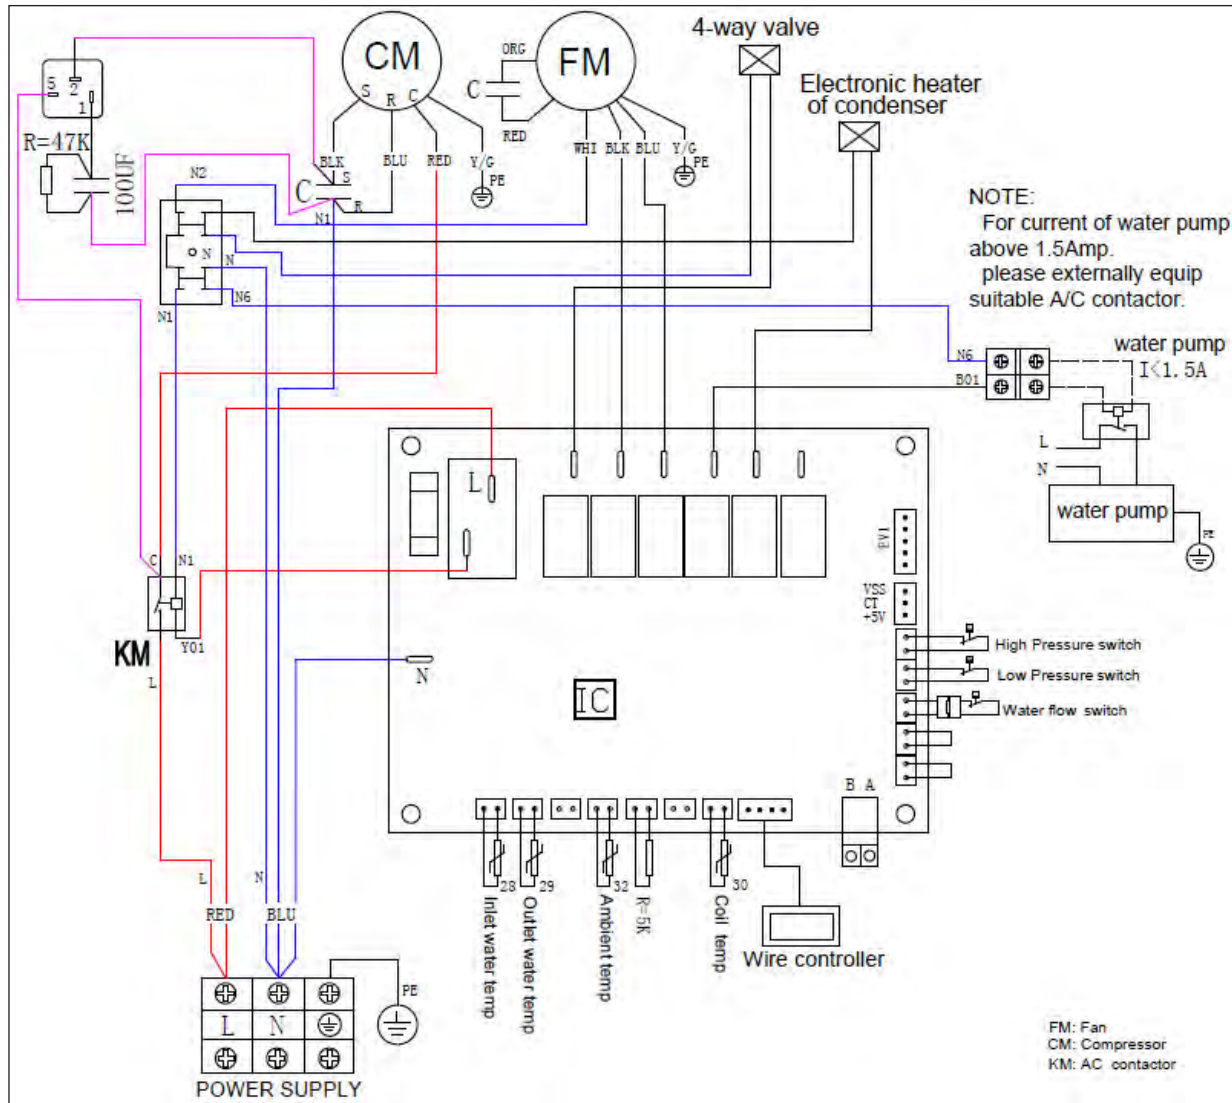 4-way valve
CM
FM
ORG
C
RED
S R C
5
2
1
R=47K
100UF
BLK
BLU
RED
Y/G
PE
WHI
BLK
BLU
Y/G
PE
Electronic heater
of condenser
S
C
R
N1
N2
N
N
N6
N1
NOTE:
For current of water pump
above 1.5Amp.
please externally equip
suitable A/C contactor.
N6
B01
water pump
I<1.5A
L
N
water pump
PE
L
C
N1
KM
Y01
L
N
IC
VSS
CT
+5V
High Pressure switch
Low Pressure switch
Water flow switch
B A
28
29
32
30
Inlet water temp
Outlet water temp
Ambient temp
R=5K
Coil temp
Wire controller
L
N
RED
BLU
PE
L
N
POWER SUPPLY
FM: Fan
CM: Compressor
KM: AC contactor